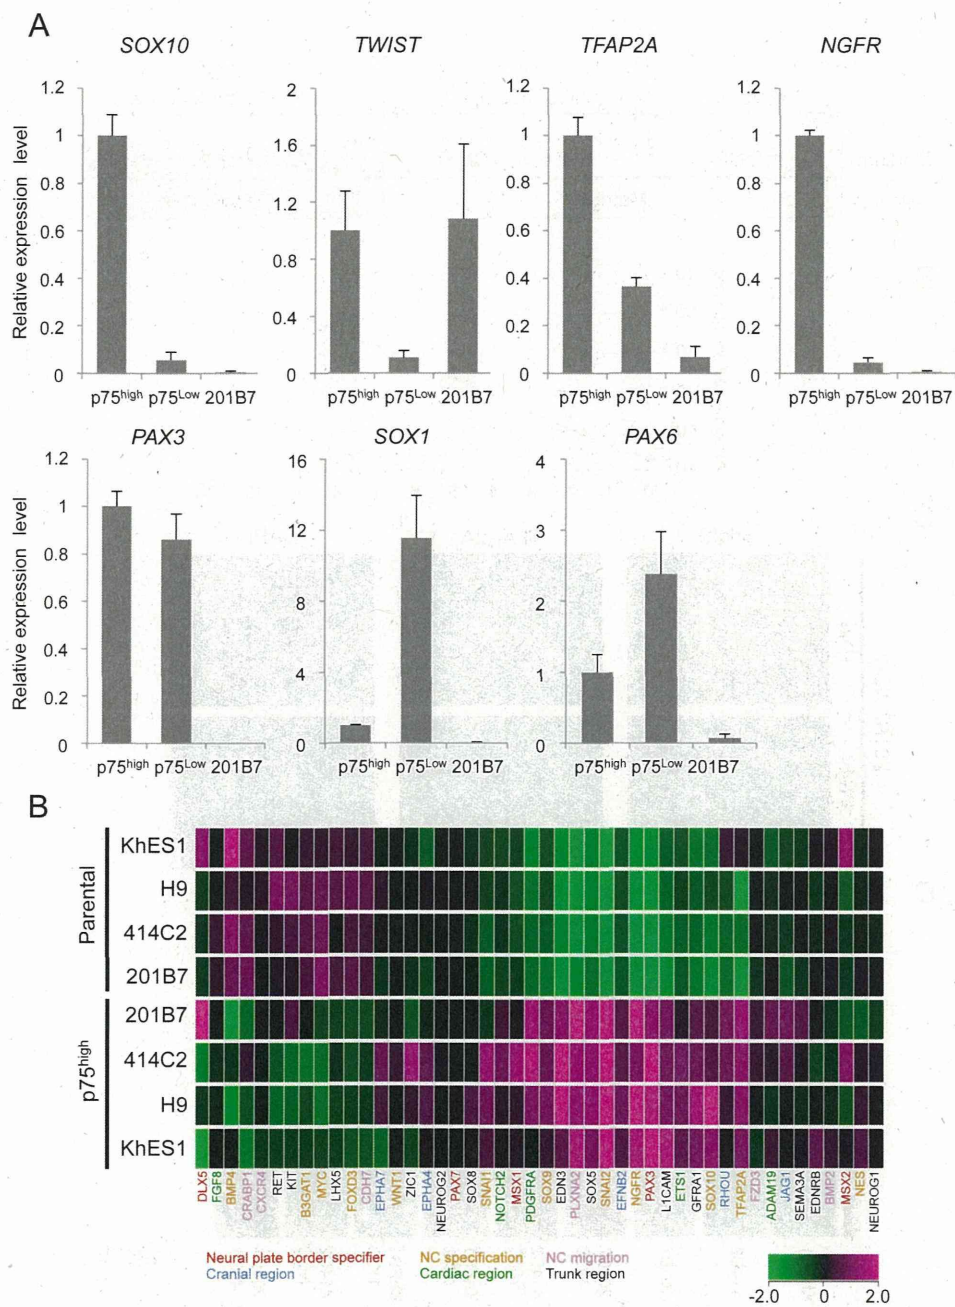 A
SOX10
TWIST
TFAP2A
NGFR
Relative expression level
1.2
1
0.8
0.6
0.4
0.2
0
p75high p75Low 201B7
2
1.6
1.2
0.8
0.4
0
p75high p75Low 201B7
1.2
1
0.8
0.6
0.4
0.2
0
p75high p75Low 201B7
1.2
1
0.8
0.6
0.4
0.2
0
p75high p75Low 201B7
PAX3
SOX1
PAX6
Relative expression level
1.2
1
0.8
0.6
0.4
0.2
0
p75high p75Low 201B7
16
12
8
4
0
p75high p75Low 201B7
4
3
2
1
0
p75high p75Low 201B7
B
Parental
KhES1
H9
414C2
201B7
p75high
201B7
414C2
H9
KhES1
DLX5
FGF8
BMP4
CRABP1
CXCR4
RET
KIT
B3GAT1
MYC
LHX5
FOXD3
CDH7
EPHA7
WNT1
ZIC1
EPHA4
NEUROG2
PAX7
SOX8
SNAI1
NOTCH2
MSX1
PDGFRA
SOX9
EDN3
PLXNA2
SOX5
SNAI2
EFNB2
NGFR
PAX3
L1CAM
ETS1
GFRA1
SOX10
RHOU
TFAP2A
FZD3
ADAM19
JAG1
SEMA3A
EDNRB
BMP2
MSX2
NES
NEUROG1
Neural plate border specifier
NC specification
NC migration
Cranial region
Cardiac region
Trunk region
-2.0
0
2.0